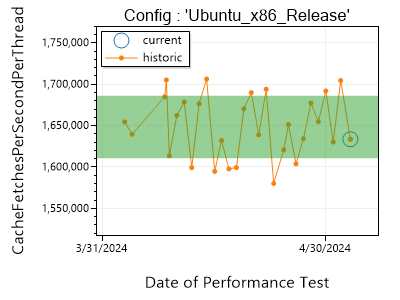 Config : 'Ubuntu_x86_Release'
CacheFetchesPerSecondPerThread
1,750,000
1,700,000
1,650,000
1,600,000
1,550,000
current
historic
3/31/2024
4/30/2024
Date of Performance Test